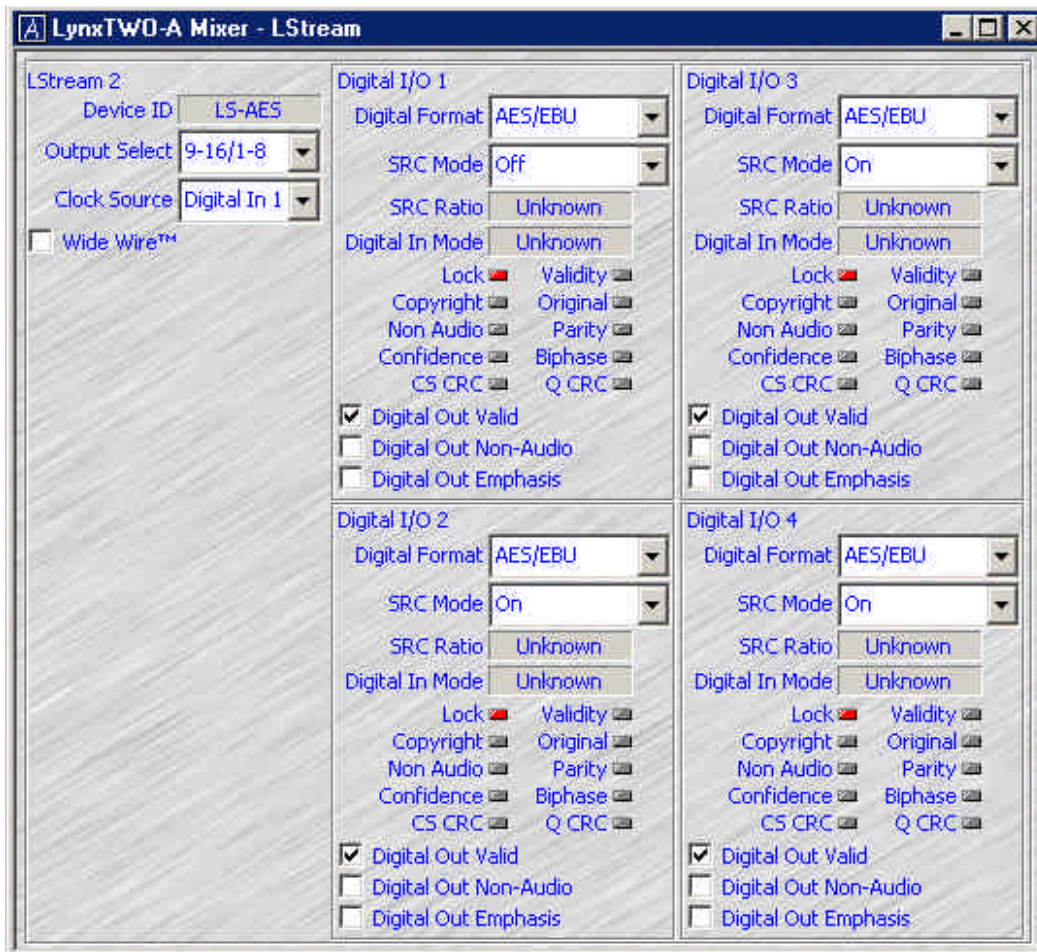 LynxTWO-A Mixer - LStream
LStream 2
Device ID LS-AES
Output Select 9-16/1-8
Clock Source Digital In 1
Wide Wire™
Digital I/O 1
Digital Format AES/EBU
SRC Mode Off
SRC Ratio Unknown
Digital In Mode Unknown
Lock Validity
Copyright Original
Non Audio Parity
Confidence Biphase
CS CRC Q CRC
Digital Out Valid
Digital Out Non-Audio
Digital Out Emphasis
Digital I/O 2
Digital Format AES/EBU
SRC Mode On
SRC Ratio Unknown
Digital In Mode Unknown
Lock Validity
Copyright Original
Non Audio Parity
Confidence Biphase
CS CRC Q CRC
Digital Out Valid
Digital Out Non-Audio
Digital Out Emphasis
Digital I/O 3
Digital Format AES/EBU
SRC Mode On
SRC Ratio Unknown
Digital In Mode Unknown
Lock Validity
Copyright Original
Non Audio Parity
Confidence Biphase
CS CRC Q CRC
Digital Out Valid
Digital Out Non-Audio
Digital Out Emphasis
Digital I/O 4
Digital Format AES/EBU
SRC Mode On
SRC Ratio Unknown
Digital In Mode Unknown
Lock Validity
Copyright Original
Non Audio Parity
Confidence Biphase
CS CRC Q CRC
Digital Out Valid
Digital Out Non-Audio
Digital Out Emphasis